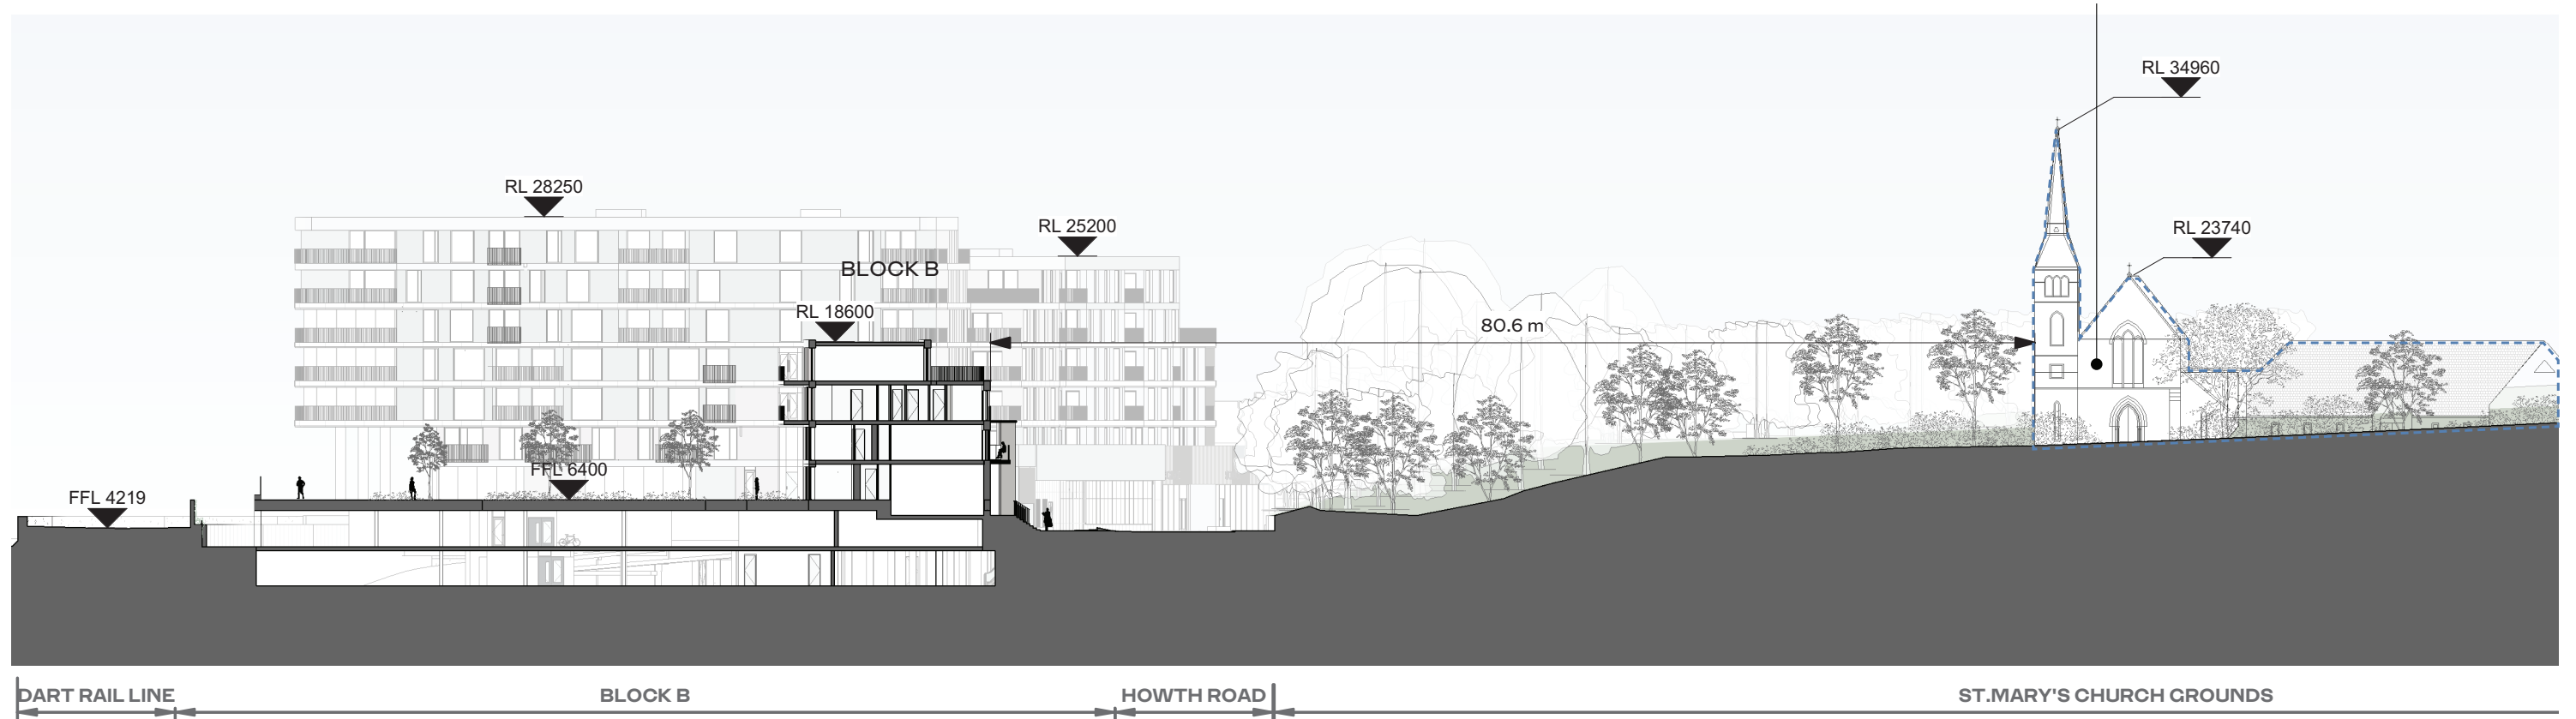 RL 34960
RL 28250
RL 25200
RL 23740
BLOCK B
RL 18600
80.6 m
FFL 6400
FFL 4219
DART RAIL LINE
BLOCK B
HOWTH ROAD
ST.MARY'S CHURCH GROUNDS